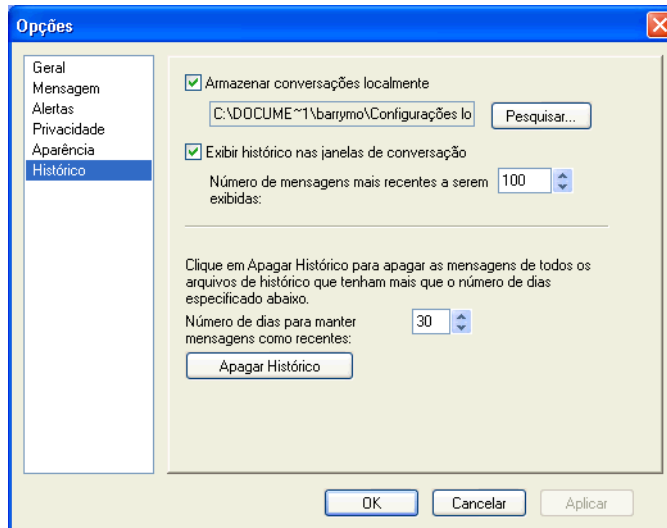 Opções
Geral
Mensagem
Alertas
Privacidade
Aparência
Histórico
Armazenar conversações localmente
C:\DOCUME~1\barrymo\Configurações lo
Pesquisar...
Exibir histórico nas janelas de conversação
Número de mensagens mais recentes a serem
exibidas:
100
Clique em Apagar Histórico para apagar as mensagens de todos os
arquivos de histórico que tenham mais que o número de dias
especificado abaixo.
Número de dias para manter
mensagens como recentes:
30
Apagar Histórico
OK
Cancelar
Aplicar